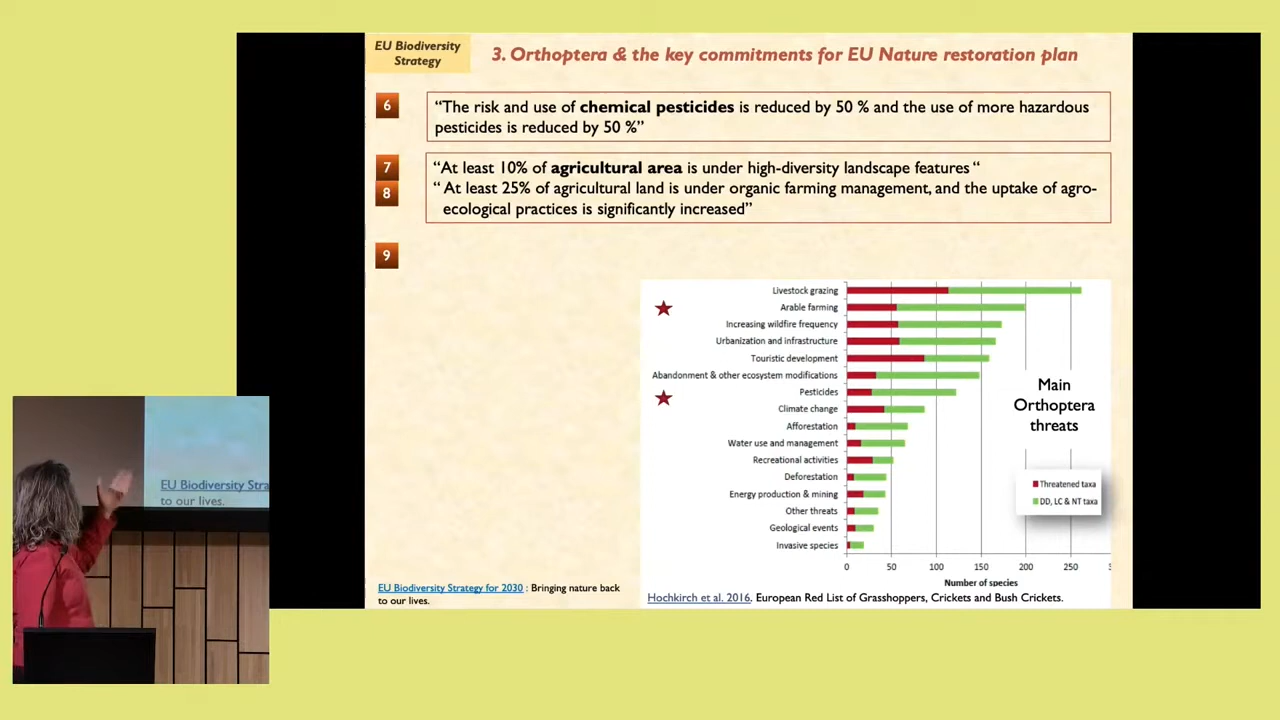 EU Biodiversity
Strategy
3. Orthoptera & the key commitments for EU Nature restoration plan
6
“The risk and use of chemical pesticides is reduced by 50 % and the use of more hazardous
pesticides is reduced by 50 %”
7
“At least 10% of agricultural area is under high-diversity landscape features “
8
“ At least 25% of agricultural land is under organic farming management, and the uptake of agro-
ecological practices is significantly increased”
9
Livestock grazing
Arable farming
Increasing wildfire frequency
Urbanization and infrastructure
Touristic development
Abandonment & other ecosystem modifications
Pesticides
Climate change
Afforestation
Water use and management
Recreational activities
Deforestation
Energy production & mining
Other threats
Geological events
Invasive species
Main
Orthoptera
threats
Threatened taxa
DD, LC & NT taxa
0 50 100 150 200 250
Number of species
Hochkirch et al. 2016. European Red List of Grasshoppers, Crickets and Bush Crickets.
EU Biodiversity Strategy for 2030 : Bringing nature back
to our lives.
EU Biodiversity Stra
to our lives.